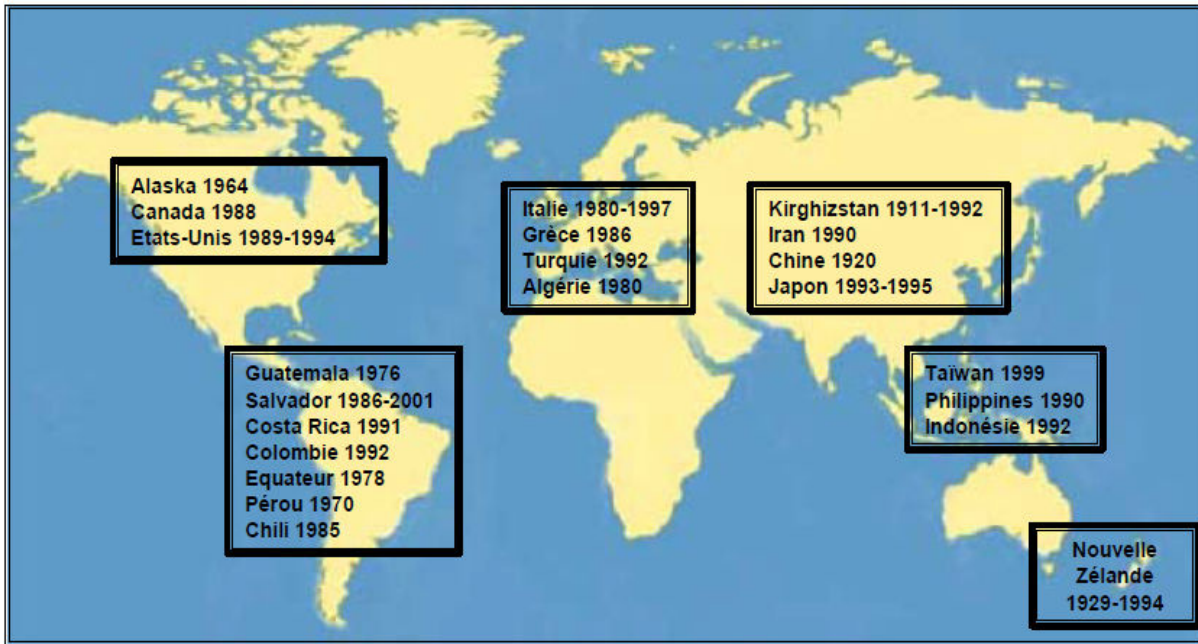 Alaska 1964
Canada 1988
Etats-Unis 1989-1994
Italie 1980-1997
Grèce 1986
Turquie 1992
Algérie 1980
Kirghizstan 1911-1992
Iran 1990
Chine 1920
Japon 1993-1995
Guatemala 1976
Salvador 1986-2001
Costa Rica 1991
Colombie 1992
Equateur 1978
Pérou 1970
Chili 1985
Taïwan 1999
Philippines 1990
Indonésie 1992
Nouvelle
Zélande
1929-1994